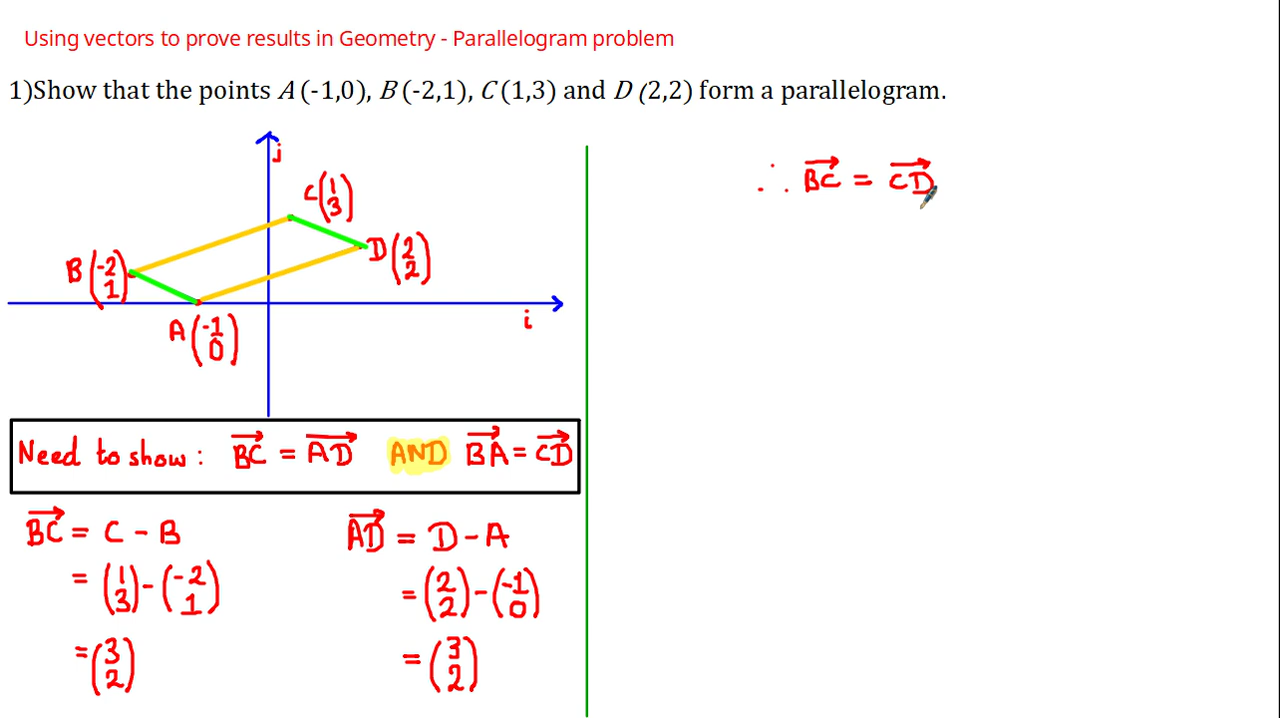 Using vectors to prove results in Geometry - Parallelogram problem
1)Show that the points A (-1,0), B (-2,1), C (1,3) and D (2,2) form a parallelogram.
j
C(1 3)
D(2 2)
B(-2 1)
A(-1 0)
i
Need to show: BC→ = AD→ AND BA→ = CD→
BC→ = C - B
= (1 3) - (-2 1)
= (3 2)
AD→ = D - A
= (2 2) - (-1 0)
= (3 2)
∴ BC→ = CD→